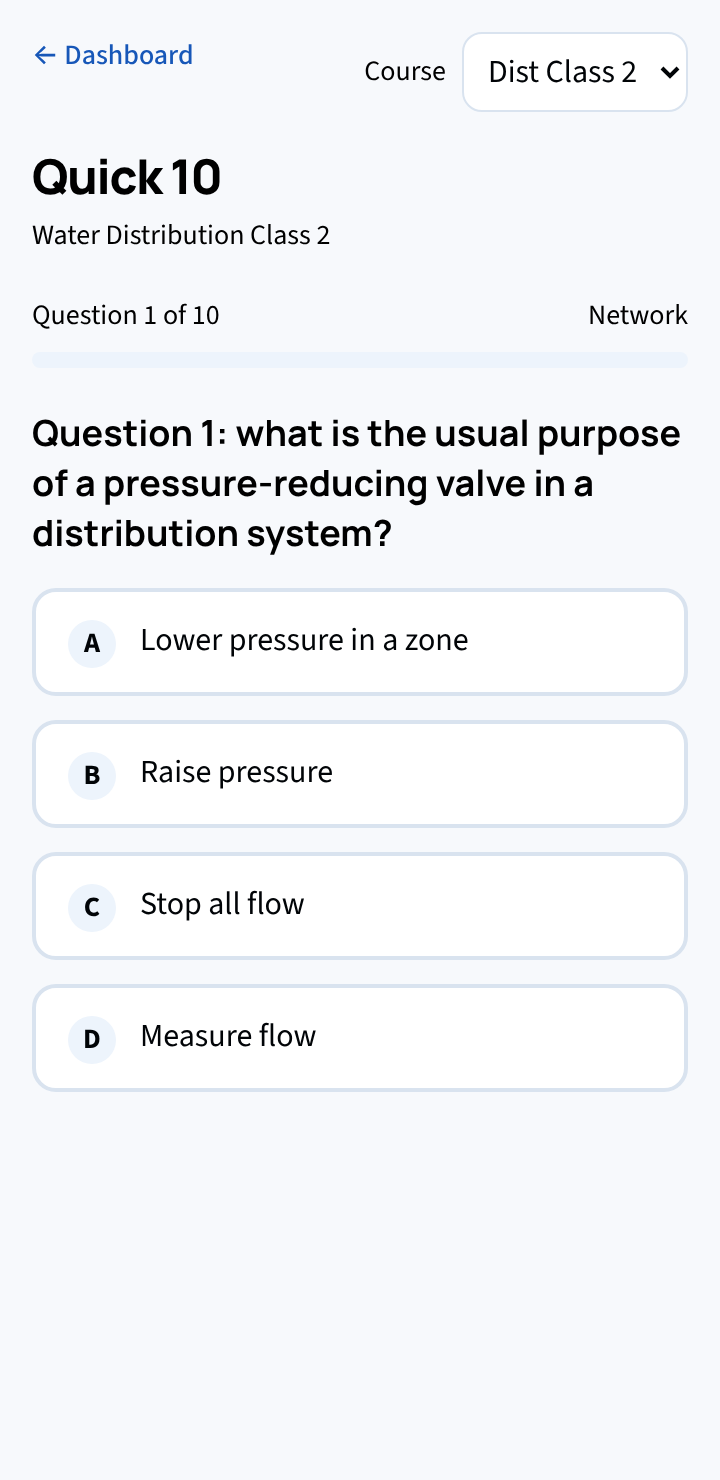 ← Dashboard
Course
Dist Class 2
Quick 10
Water Distribution Class 2
Question 1 of 10
Network
Question 1: what is the usual purpose
of a pressure-reducing valve in a
distribution system?
A Lower pressure in a zone
B Raise pressure
C Stop all flow
D Measure flow